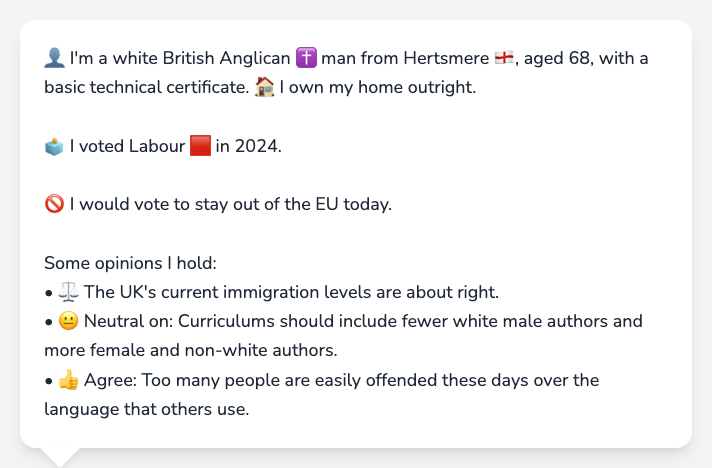 👤 I'm a white British Anglican ✝️ man from Hertsmere 🏴󠁧󠁢󠁥󠁮󠁧󠁿, aged 68, with a
basic technical certificate. 🏠 I own my home outright.
🗳️ I voted Labour 🟥 in 2024.
🚫 I would vote to stay out of the EU today.
Some opinions I hold:
• ⚖️ The UK's current immigration levels are about right.
• 😐 Neutral on: Curriculums should include fewer white male authors and
more female and non-white authors.
• 👍 Agree: Too many people are easily offended these days over the
language that others use.